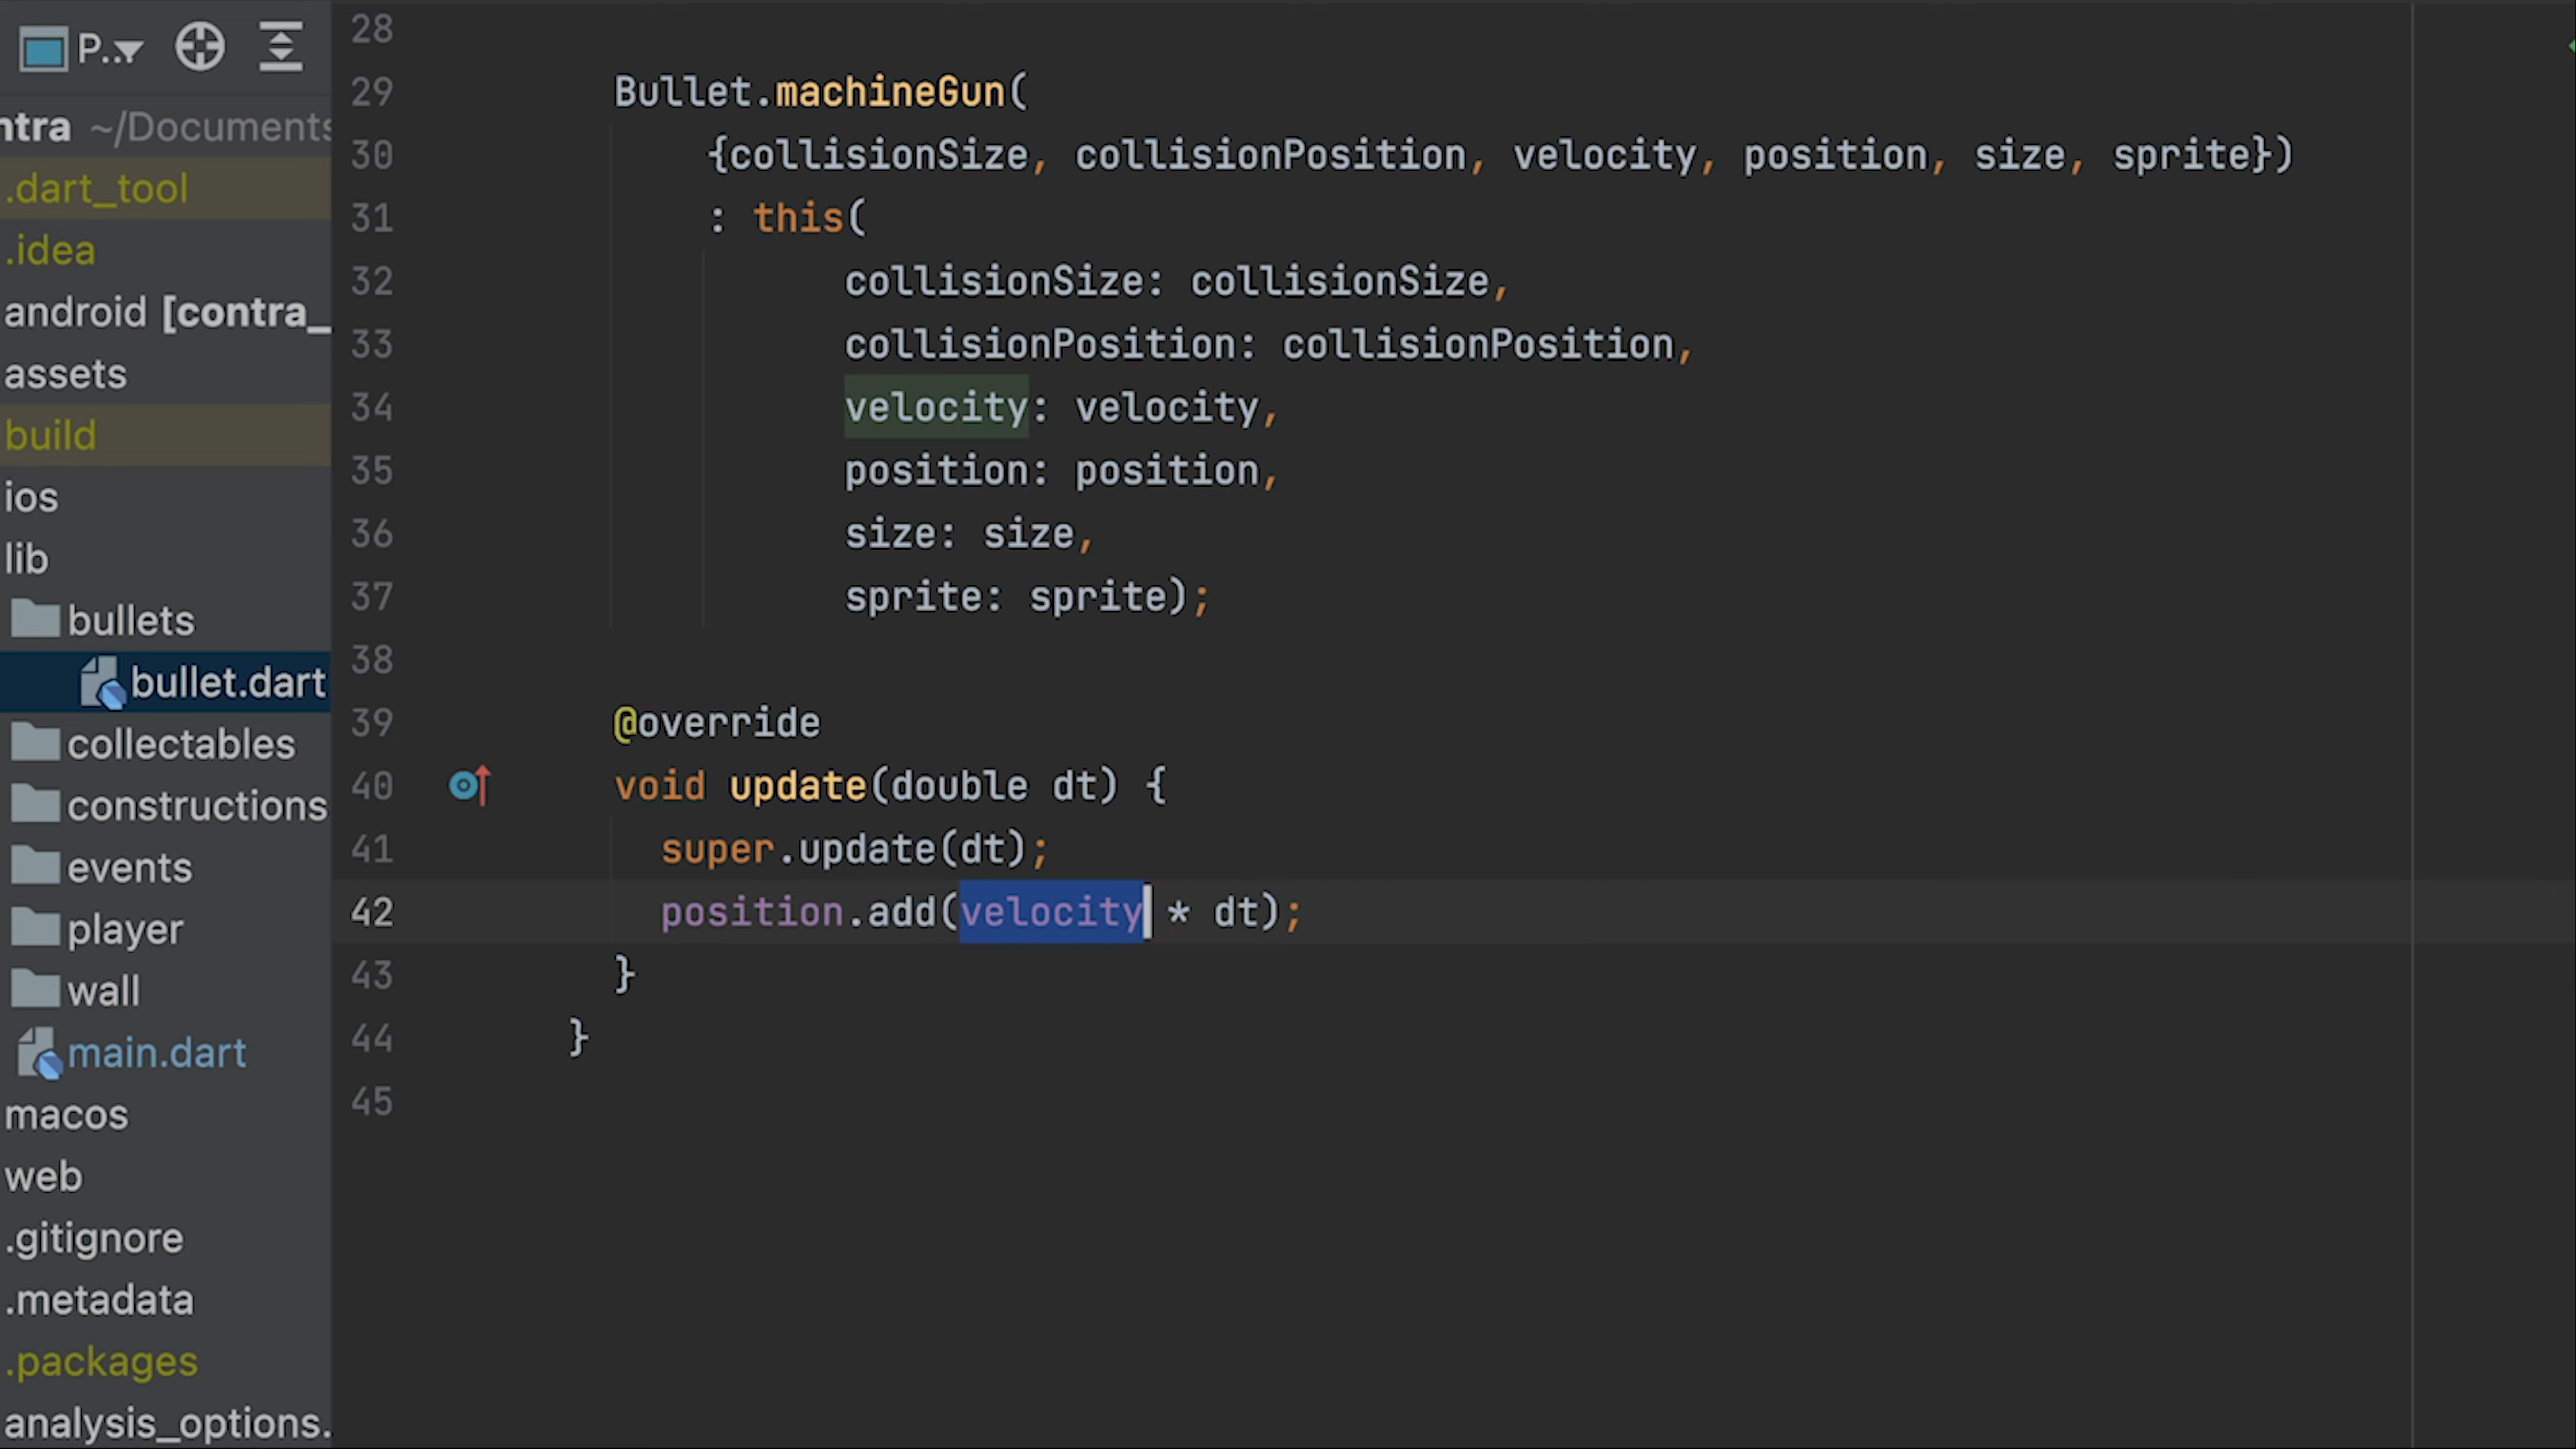 P...
ntra ~/Documents
.dart_tool
.idea
android [contra_
assets
build
ios
lib
bullets
bullet.dart
collectables
constructions
events
player
wall
main.dart
macos
web
.gitignore
.metadata
.packages
analysis_options.
28
29 Bullet.machineGun(
30 {collisionSize, collisionPosition, velocity, position, size, sprite})
31 : this(
32 collisionSize: collisionSize,
33 collisionPosition: collisionPosition,
34 velocity: velocity,
35 position: position,
36 size: size,
37 sprite: sprite);
38
39 @override
40 void update(double dt) {
41 super.update(dt);
42 position.add(velocity * dt);
43 }
44 }
45